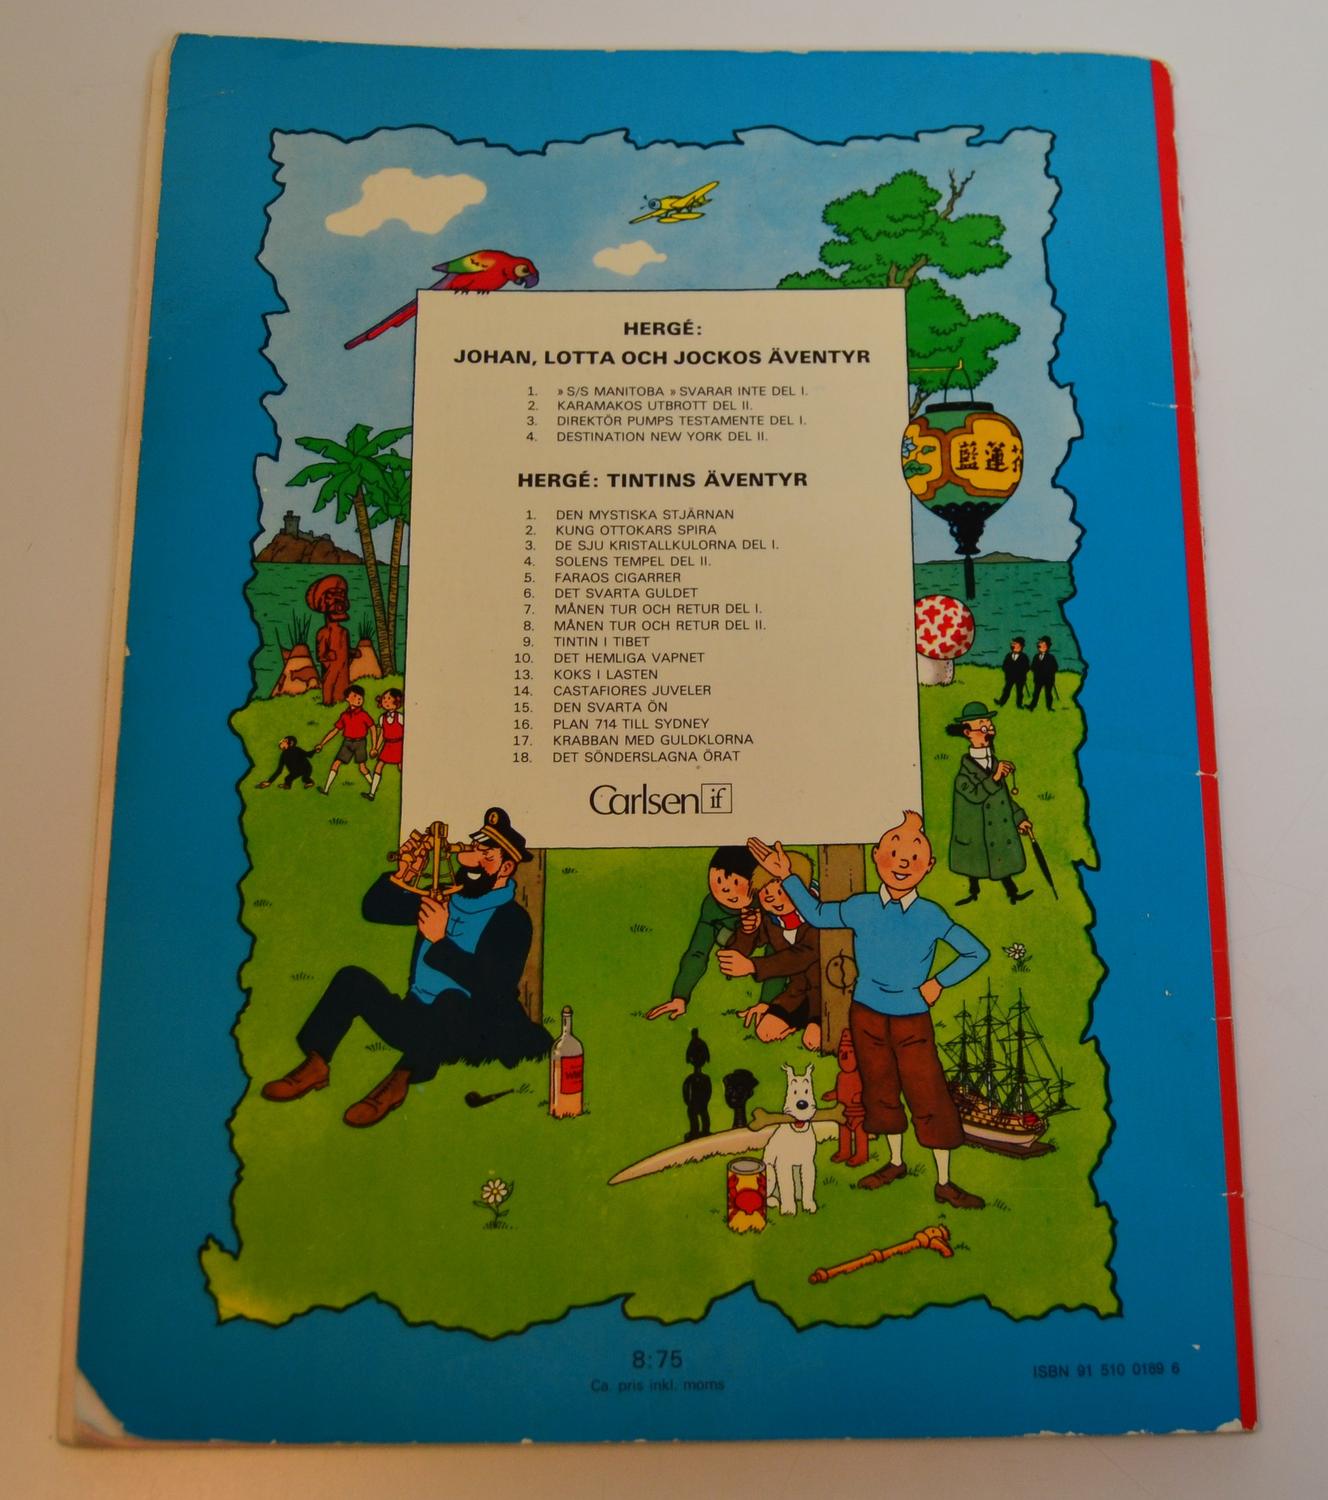 HERGÉ:
JOHAN, LOTTA OCH JOCKOS ÄVENTYR
1. »S/S MANITOBA» SVARAR INTE DEL I.
2. KARAMAKOS UTBROTT DEL II.
3. DIREKTÖR PUMPS TESTAMENTE DEL I.
4. DESTINATION NEW YORK DEL II.
HERGÉ: TINTINS ÄVENTYR
1. DEN MYSTISKA STJÄRNAN
2. KUNG OTTOKARS SPIRA
3. DE SJU KRISTALLKULORNA DEL I.
4. SOLENS TEMPEL DEL II.
5. FARAOS CIGARRER
6. DET SVARTA GULDET
7. MÅNEN TUR OCH RETUR DEL I.
8. MÅNEN TUR OCH RETUR DEL II.
9. TINTIN I TIBET
10. DET HEMLIGA VAPNET
13. KOKS I LASTEN
14. CASTAFIORES JUVELER
15. DEN SVARTA ÖN
16. PLAN 714 TILL SYDNEY
17. KRABBAN MED GULDKLORNA
18. DET SÖNDERSLAGNA ÖRAT
Carlsen if
藍蓮花
8:75
Ca. pris inkl. moms
ISBN 91 510 0189 6